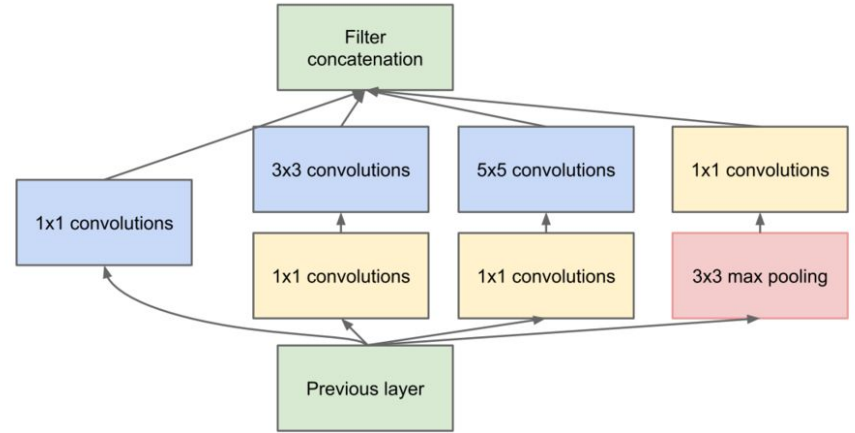 Filter
concatenation
3x3 convolutions
5x5 convolutions
1x1 convolutions
1x1 convolutions
1x1 convolutions
1x1 convolutions
3x3 max pooling
Previous layer